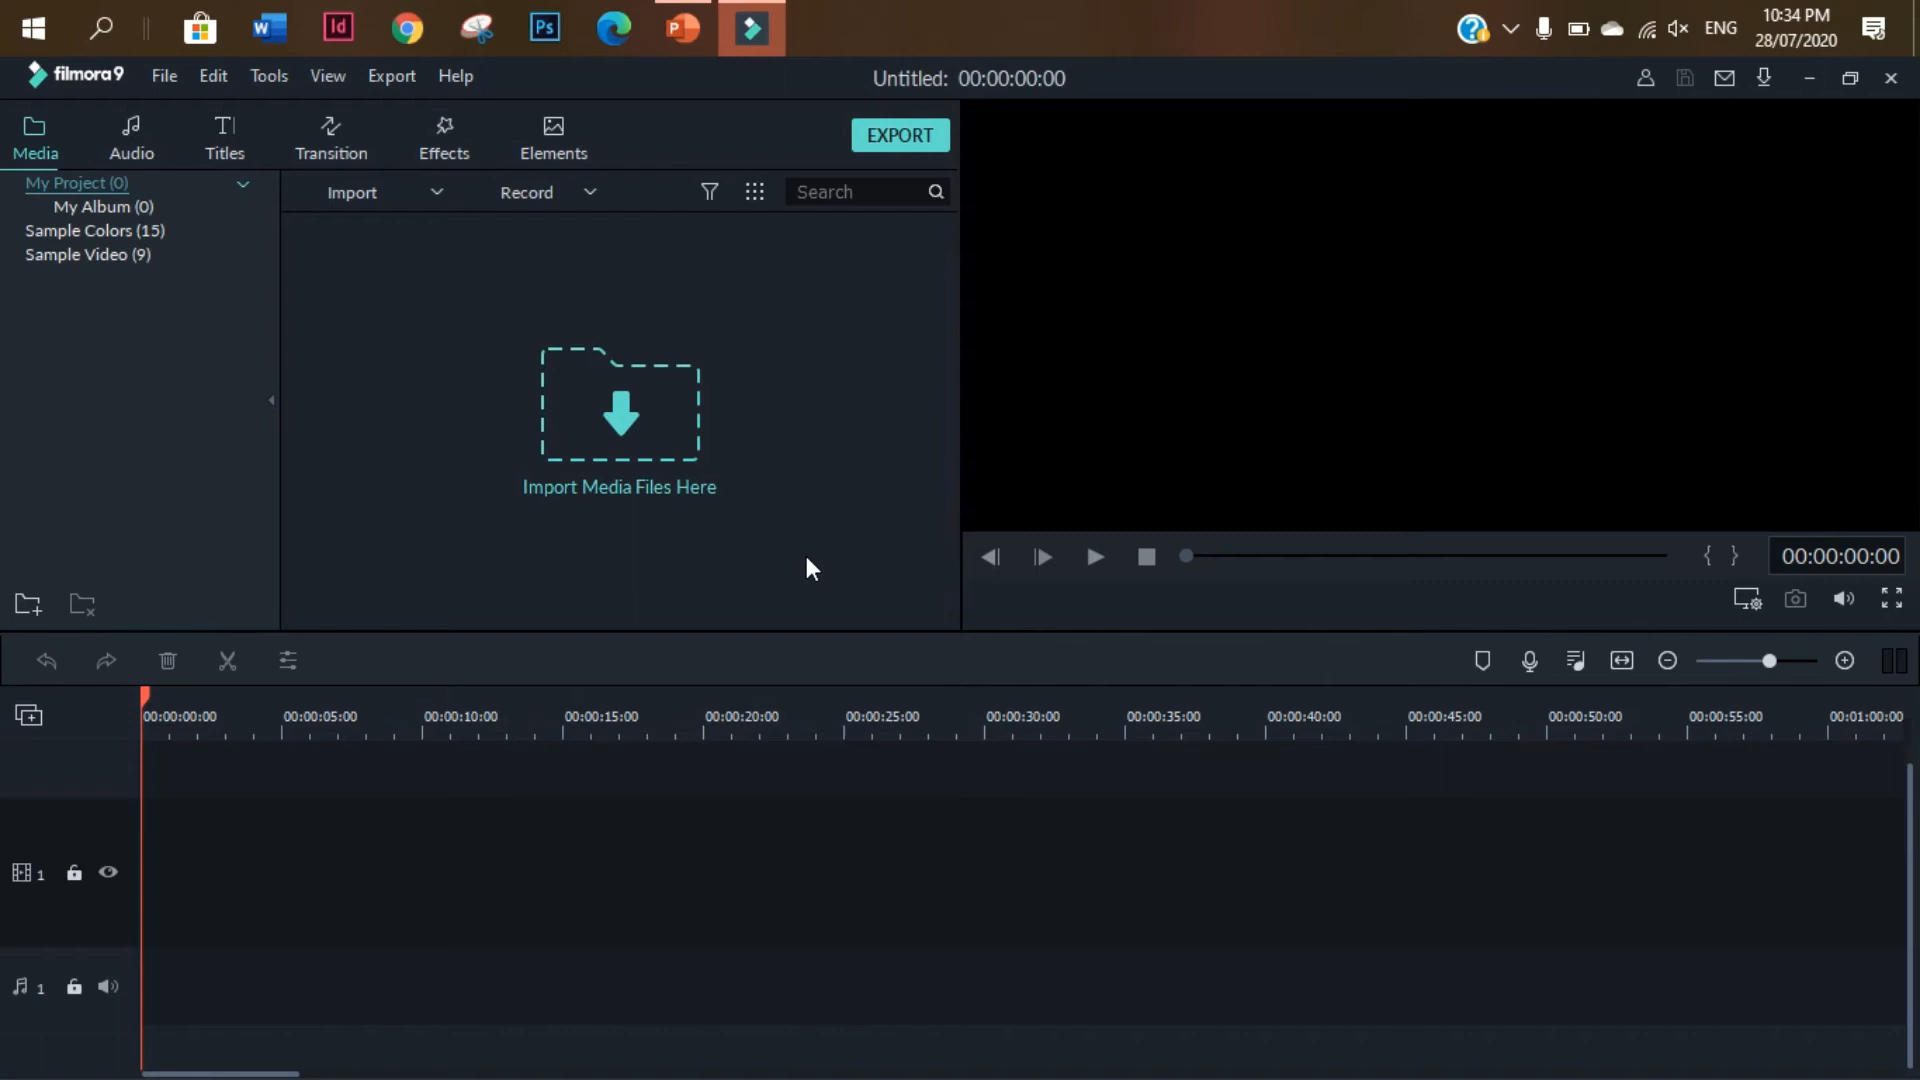 10:34 PM
ENG
28/07/2020
filmora9 File Edit Tools View Export Help
Untitled: 00:00:00:00
Media Audio Titles Transition Effects Elements
EXPORT
My Project (0)
My Album (0)
Sample Colors (15)
Sample Video (9)
Import Record Search
Import Media Files Here
00:00:00:00
00:00:00:00 00:00:05:00 00:00:10:00 00:00:15:00 00:00:20:00 00:00:25:00 00:00:30:00 00:00:35:00 00:00:40:00 00:00:45:00 00:00:50:00 00:00:55:00 00:01:00:00
1
1
W
Id
Ps
P